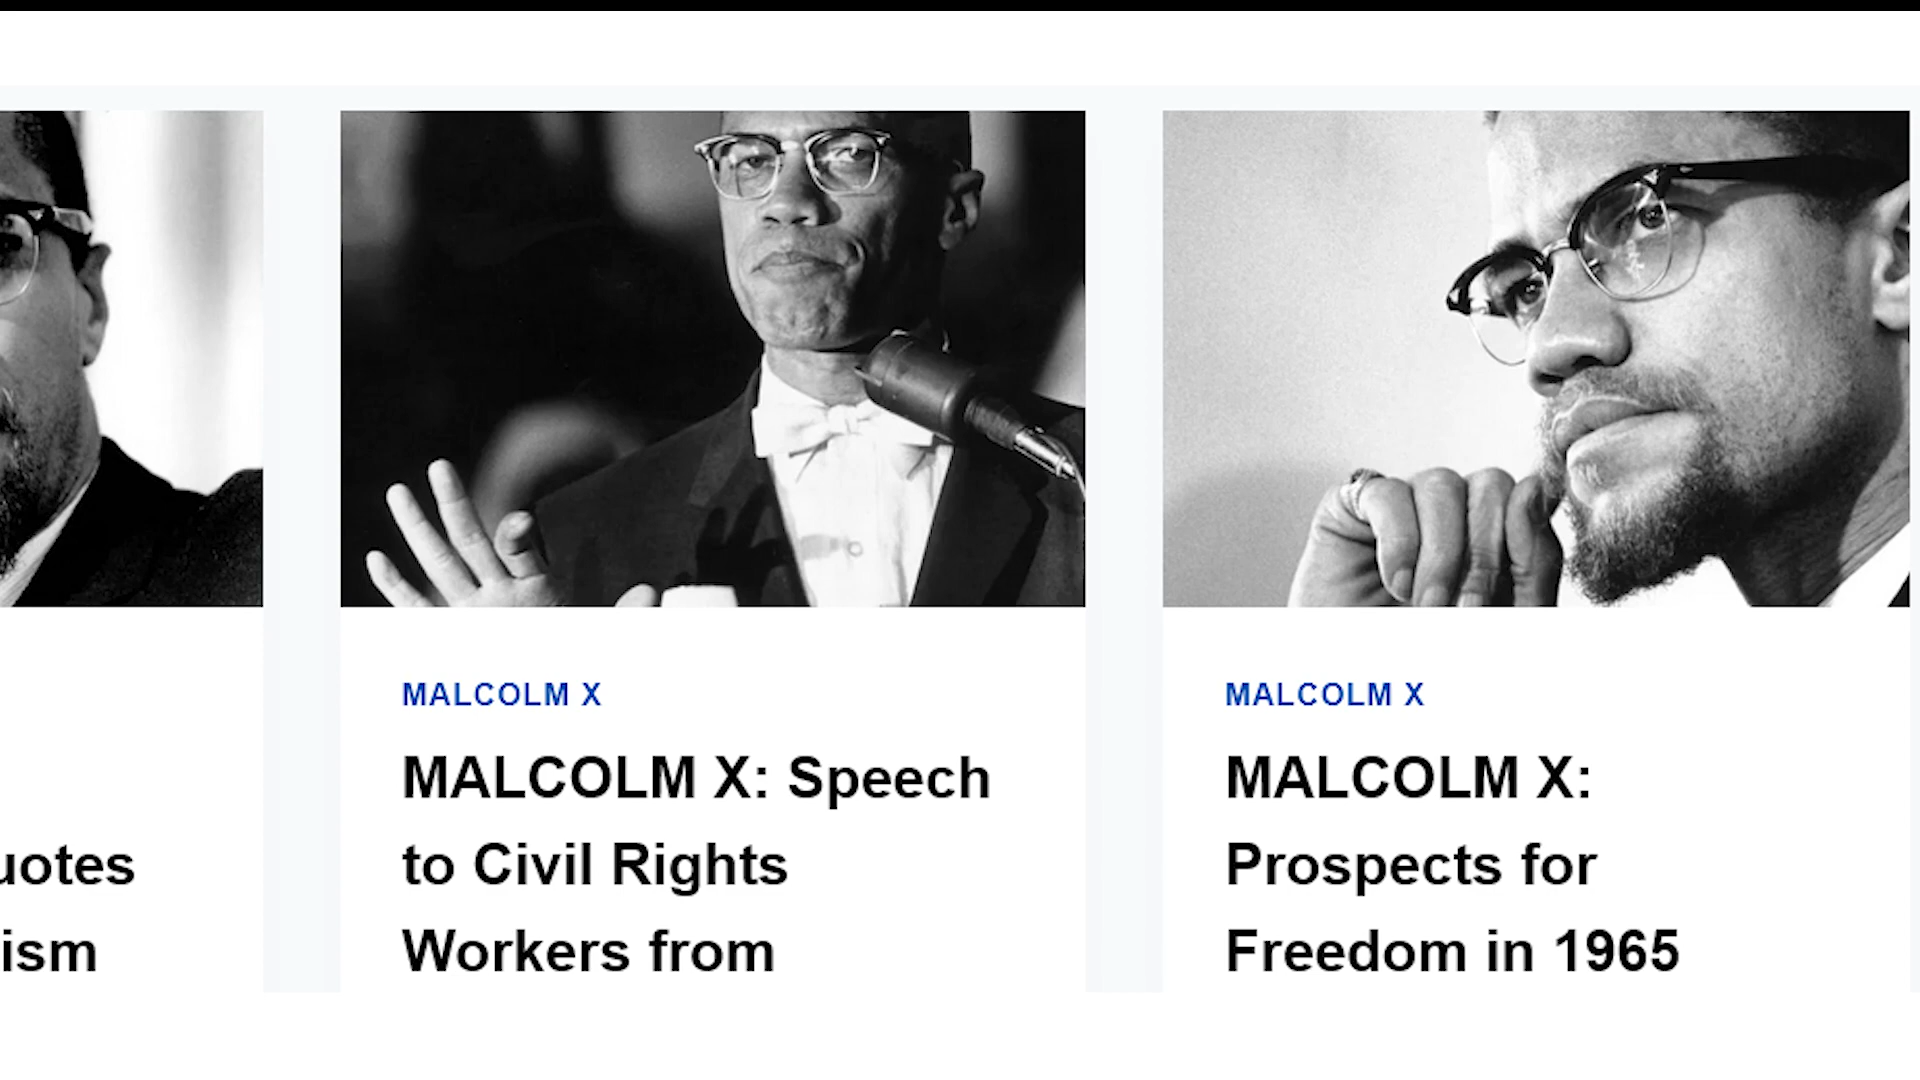 uotes
ism
MALCOLM X
MALCOLM X: Speech
to Civil Rights
Workers from
MALCOLM X
MALCOLM X:
Prospects for
Freedom in 1965